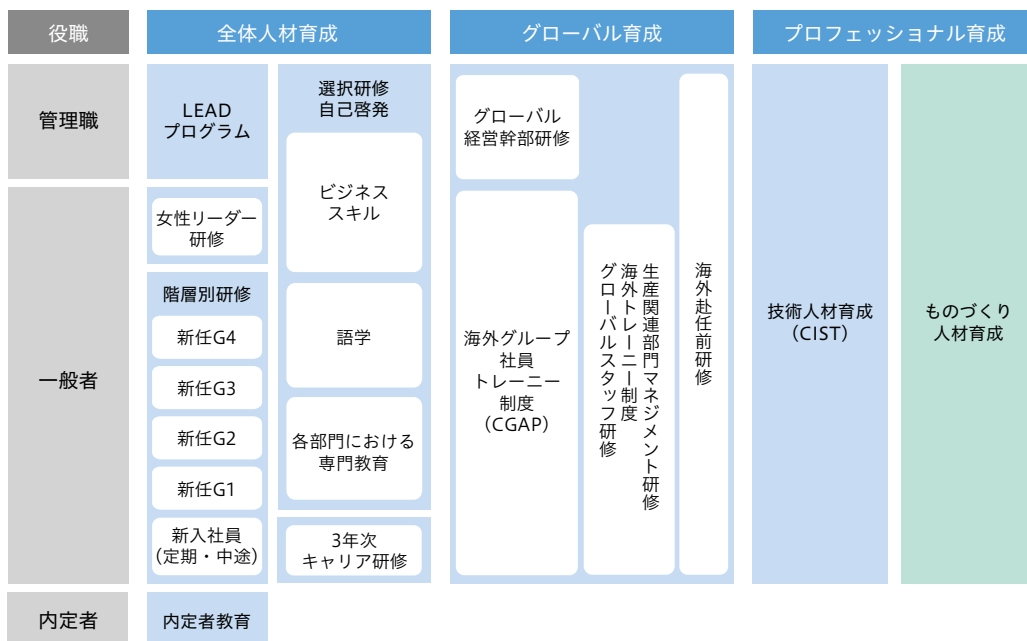 役職
全体人材育成
グローバル育成
プロフェッショナル育成
管理職
LEAD
プログラム
選択研修
自己啓発
ビジネス
スキル
グローバル
経営幹部研修
一般者
女性リーダー
研修
階層別研修
新任G4
新任G3
新任G2
新任G1
新入社員
(定期・中途)
語学
各部門における
専門教育
3年次
キャリア研修
海外グループ
社員
トレーニー
制度
(CGAP)
生産関連部門マネジメント研修
海外トレーニー制度
グローバルスタッフ研修
海外赴任前研修
技術人材育成
(CIST)
ものづくり
人材育成
内定者
内定者教育